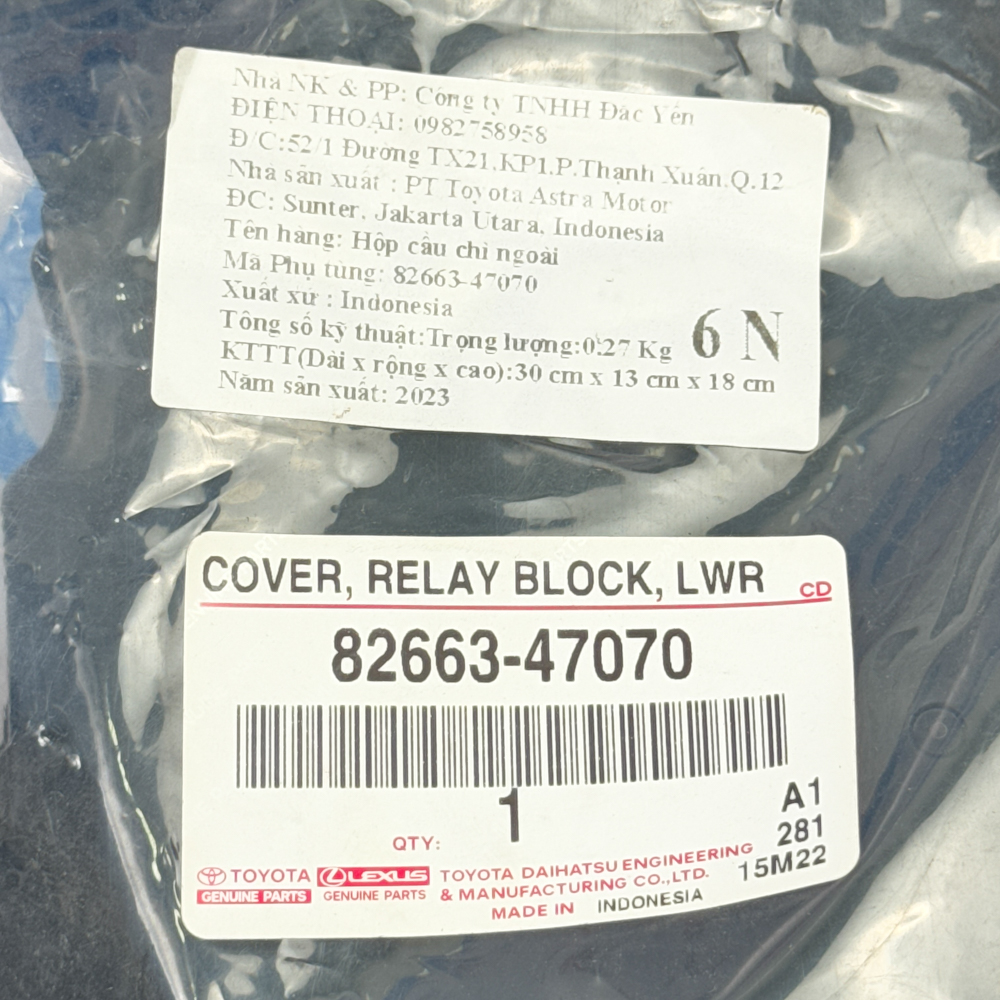 Nhà NK & PP: Công ty TNHH Đắc Yến
ĐIỆN THOẠI: 0982758958
Đ/C:52/1 Đường TX21,KP1,P.Thạnh Xuân,Q.12
Nhà sản xuất : PT Toyota Astra Motor
ĐC: Sunter, Jakarta Utara, Indonesia
Tên hàng: Hộp cầu chì ngoài
Mã Phụ tùng: 82663-47070
Xuất xứ : Indonesia
Tông số kỹ thuật:Trọng lượng:0.27 Kg
6 N
KTTT(Dài x rộng x cao):30 cm x 13 cm x 18 cm
Năm sản xuất: 2023
COVER, RELAY BLOCK, LWR CD
82663-47070
QTY: 1
A1
281
15M22
TOYOTA
GENUINE PARTS
LEXUS
GENUINE PARTS
TOYOTA DAIHATSU ENGINEERING
& MANUFACTURING CO.,LTD.
MADE IN INDONESIA